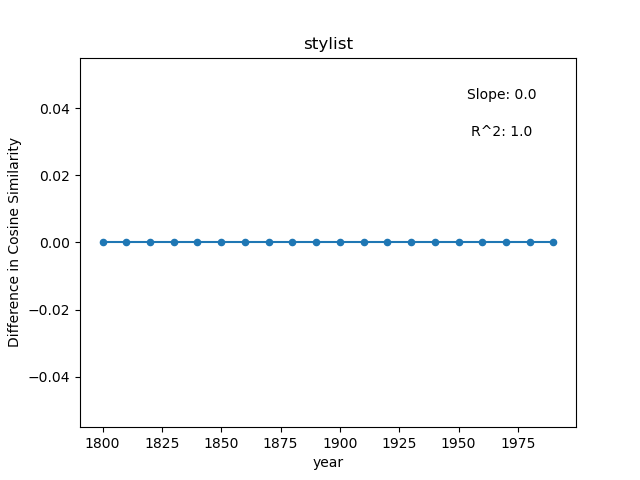 stylist
Slope: 0.0
R^2: 1.0
Difference in Cosine Similarity
0.04
0.02
0.00
−0.02
−0.04
1800 1825 1850 1875 1900 1925 1950 1975
year